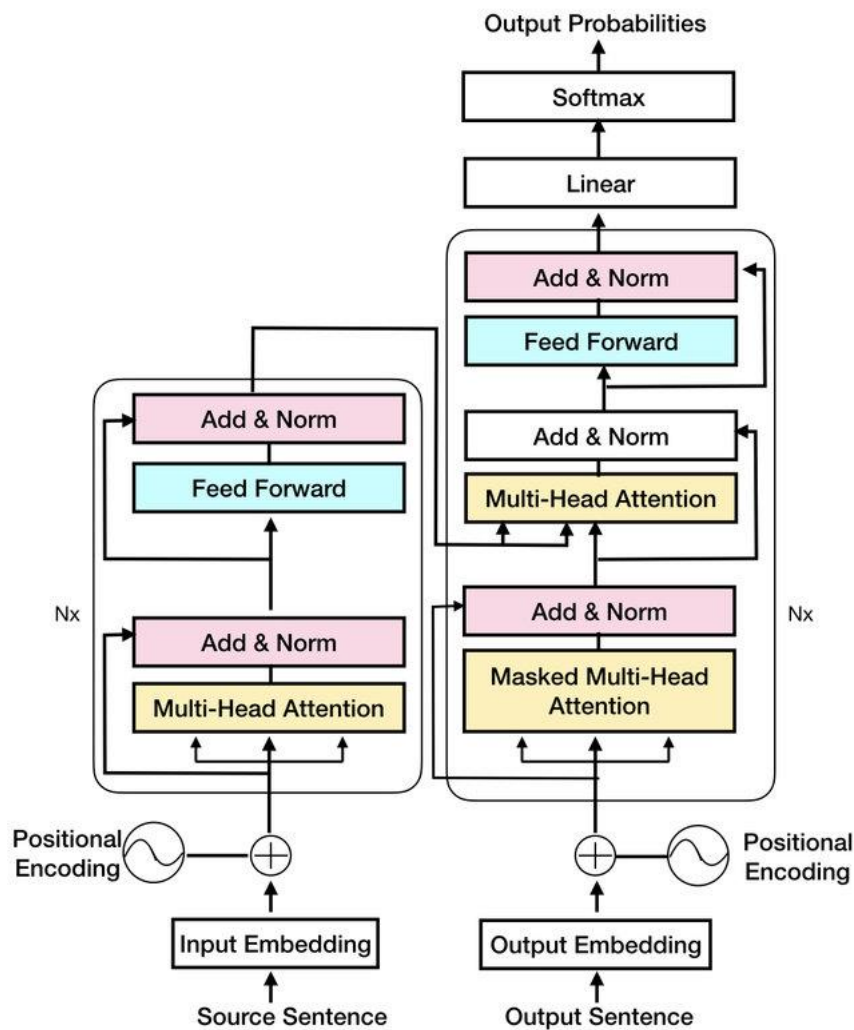 Output Probabilities
Softmax
Linear
Add & Norm
Feed Forward
Add & Norm
Multi-Head Attention
Add & Norm
Masked Multi-Head
Attention
Nx
Positional
Encoding
Output Embedding
Output Sentence
Add & Norm
Feed Forward
Nx
Add & Norm
Multi-Head Attention
Positional
Encoding
Input Embedding
Source Sentence